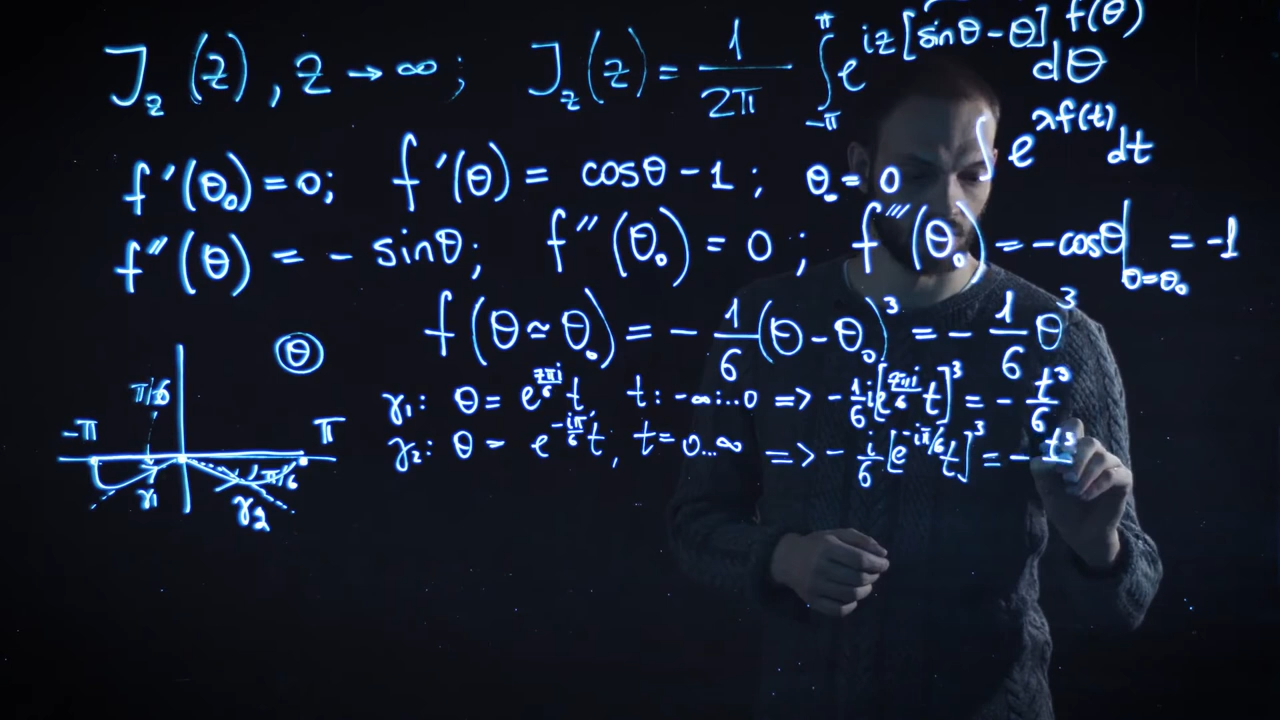 J_z(z), z → ∞; J_z(z) = 1/2π ∫_{-π}^{π} e^{iz[sinθ - θ]} dθ f(θ)
∫ e^{λf(t)} dt
f'(θ₀) = 0; f'(θ) = cosθ - 1; θ₀ = 0
f''(θ) = - sinθ; f''(θ₀) = 0; f'''(θ₀) = -cosθ|_{θ=θ₀} = -1
f(θ ≃ θ₀) = - 1/6 (θ - θ₀)³ = - 1/6 θ³
θ
γ₁: θ = e^{7πi/6} t t: -∞...0 => - 1/6 i[e^{7πi/6} t]³ = - t³/6
γ₂: θ = e^{-iπ/6} t, t = 0...∞ => - i/6 [e^{-iπ/6} t]³ = - t³
π/6
-π π
γ₁ π/6
γ₂